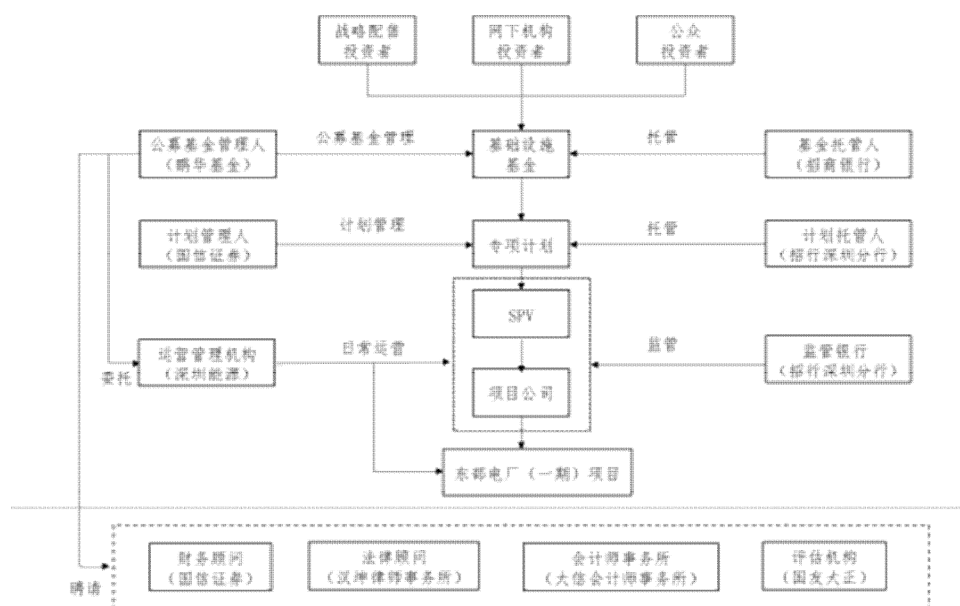 战略配售
投资者
网下机构
投资者
公众
投资者
公募基金管理人
（鹏华基金）
公募基金管理
基础设施
基金
托管
基金托管人
（招商银行）
计划管理人
（国信证券）
计划管理
专项计划
托管
计划托管人
（招行深圳分行）
SPV
运营管理机构
（深圳能源）
日常运营
监管
监管银行
（招行深圳分行）
委托
项目公司
东部电厂（一期）项目
聘请
财务顾问
（国信证券）
法律顾问
（汉坤律师事务所）
会计师事务所
（大信会计师事务所）
评估机构
（国友大正）